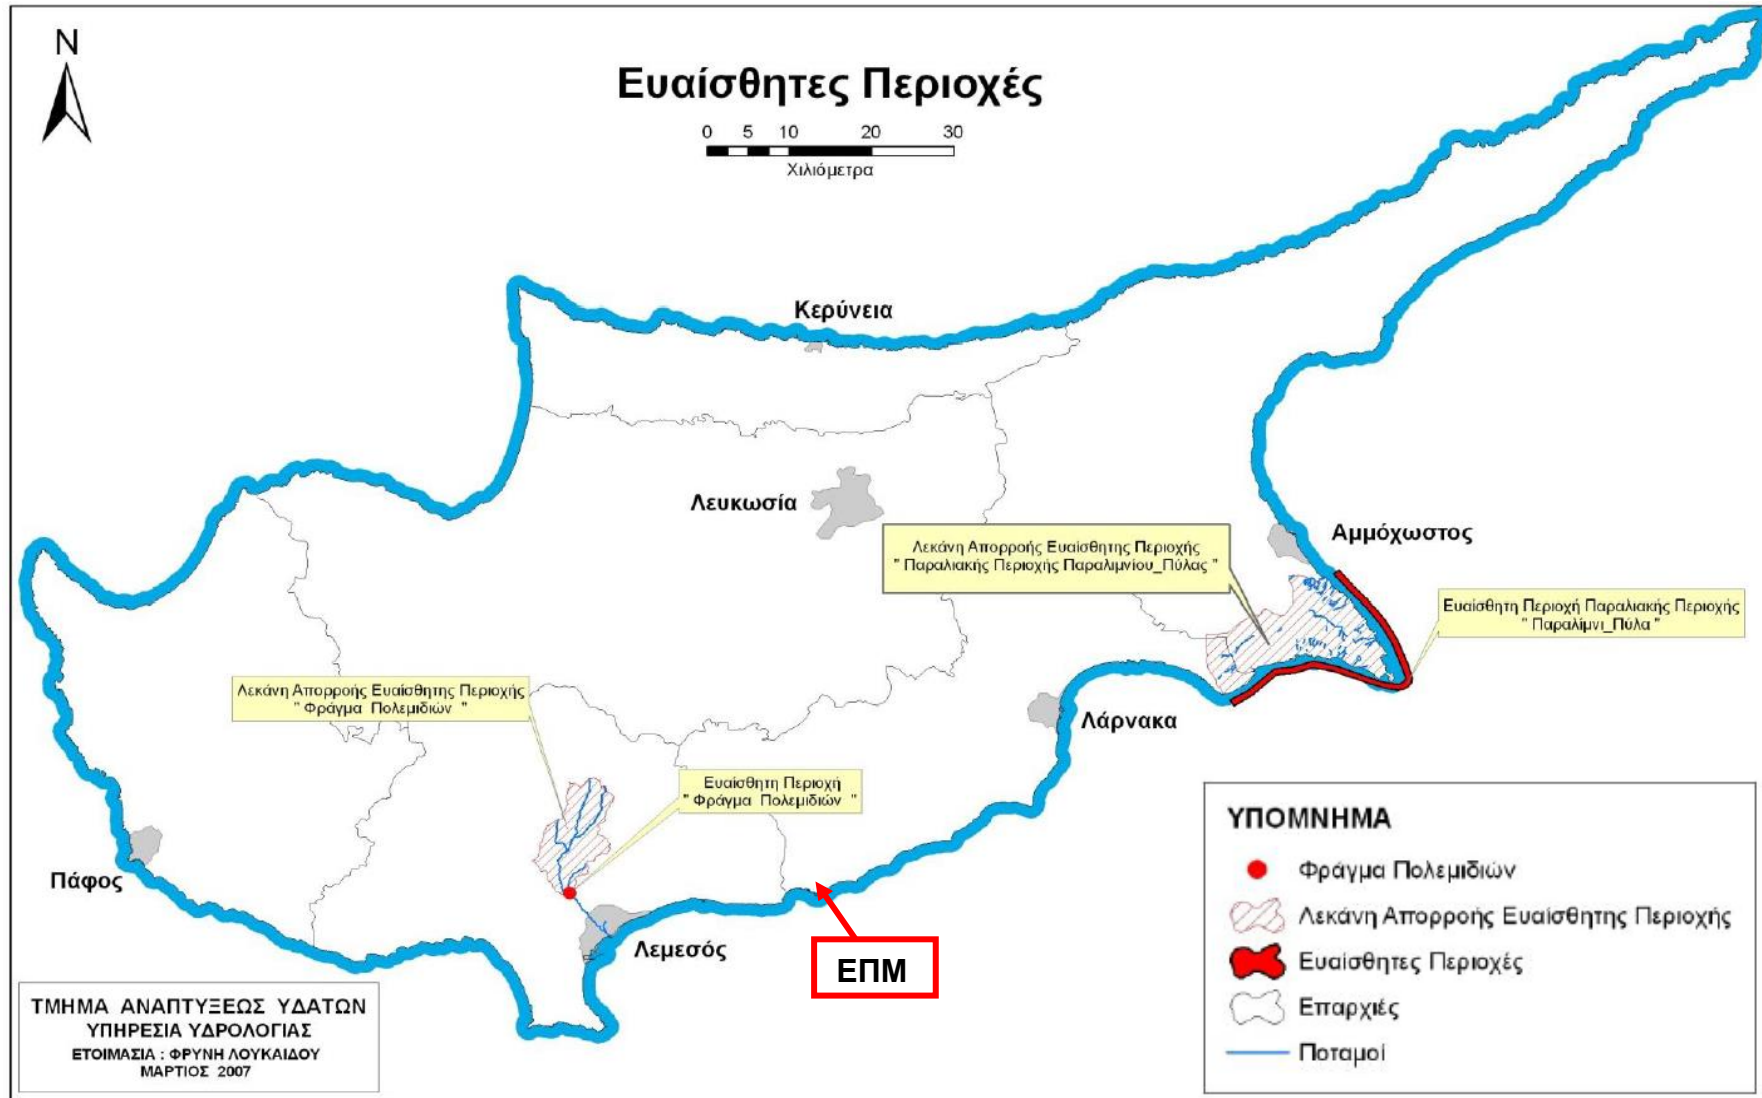 N
Ευαίσθητες Περιοχές
0 5 10 20 30
Χιλιόμετρα
Κερύνεια
Λευκωσία
Αμμόχωστος
Λεκάνη Απορροής Ευαίσθητης Περιοχής
" Παραλιακής Περιοχής Παραλιμνίου_Πύλας "
Ευαίσθητη Περιοχή Παραλιακής Περιοχής
" Παραλίμνι_Πύλα "
Λεκάνη Απορροής Ευαίσθητης Περιοχής
" Φράγμα Πολεμιδιών "
Λάρνακα
Ευαίσθητη Περιοχή
" Φράγμα Πολεμιδιών "
Πάφος
Λεμεσός
ΕΠΜ
ΥΠΟΜΝΗΜΑ
Φράγμα Πολεμιδιών
Λεκάνη Απορροής Ευαίσθητης Περιοχής
Ευαίσθητες Περιοχές
Επαρχιές
Ποταμοί
ΤΜΗΜΑ ΑΝΑΠΤΥΞΕΩΣ ΥΔΑΤΩΝ
ΥΠΗΡΕΣΙΑ ΥΔΡΟΛΟΓΙΑΣ
ΕΤΟΙΜΑΣΙΑ : ΦΡΥΝΗ ΛΟΥΚΑΙΔΟΥ
ΜΑΡΤΙΟΣ 2007